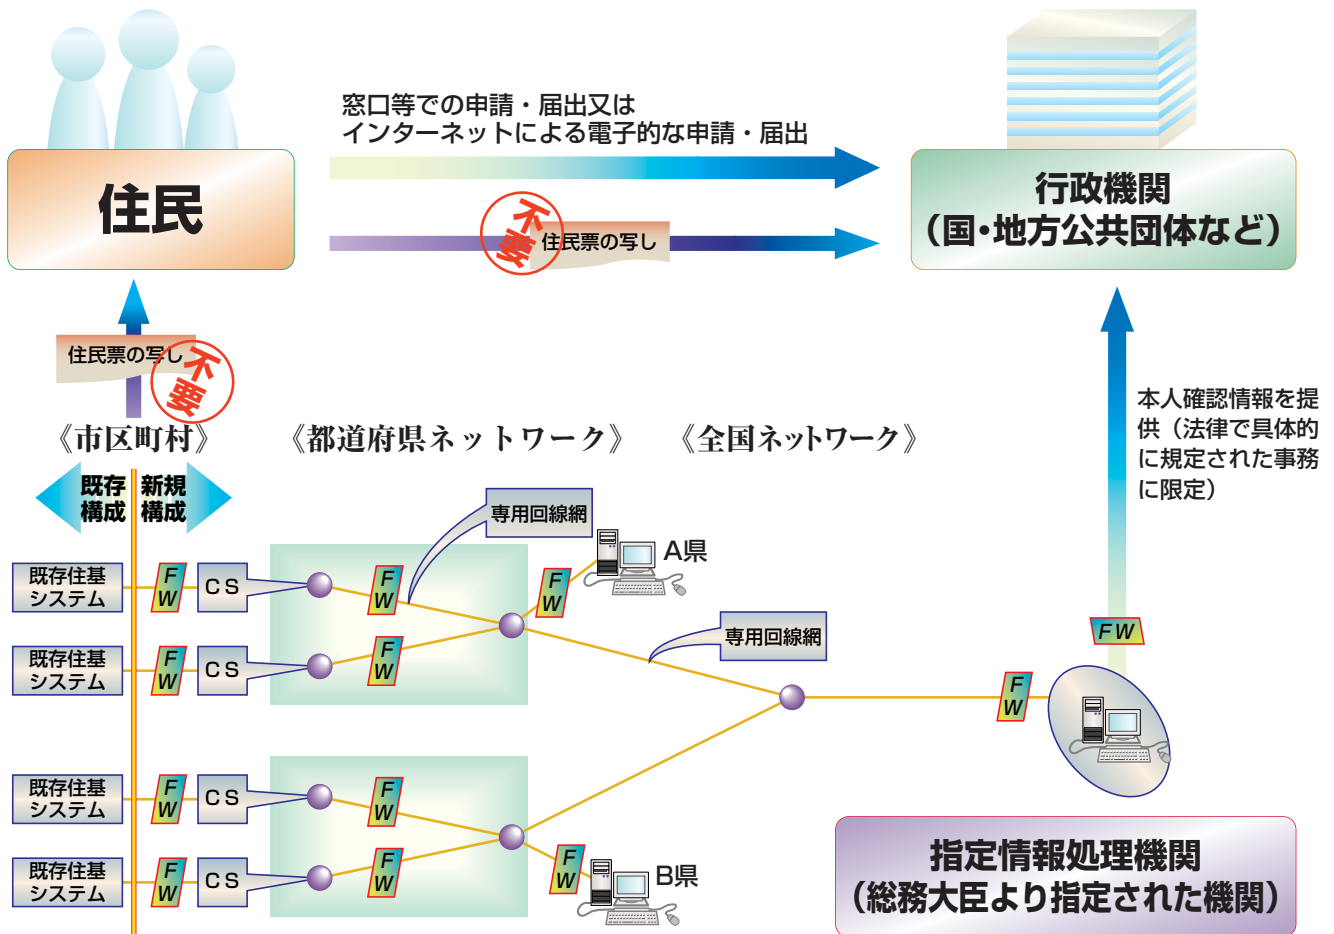 窓口等での申請・届出又は
インターネットによる電子的な申請・届出
住民
行政機関
（国・地方公共団体など）
不要
住民票の写し
住民票の写し
不要
本人確認情報を提
供（法律で具体的
に規定された事務
に限定）
《市区町村》
《都道府県ネットワーク》
《全国ネットワーク》
既存
構成
新規
構成
専用回線網
A県
既存住基
システム
FW
CS
FW
FW
専用回線網
FW
既存住基
システム
FW
CS
FW
FW
既存住基
システム
FW
CS
FW
既存住基
システム
FW
CS
FW
FW
B県
指定情報処理機関
（総務大臣より指定された機関）